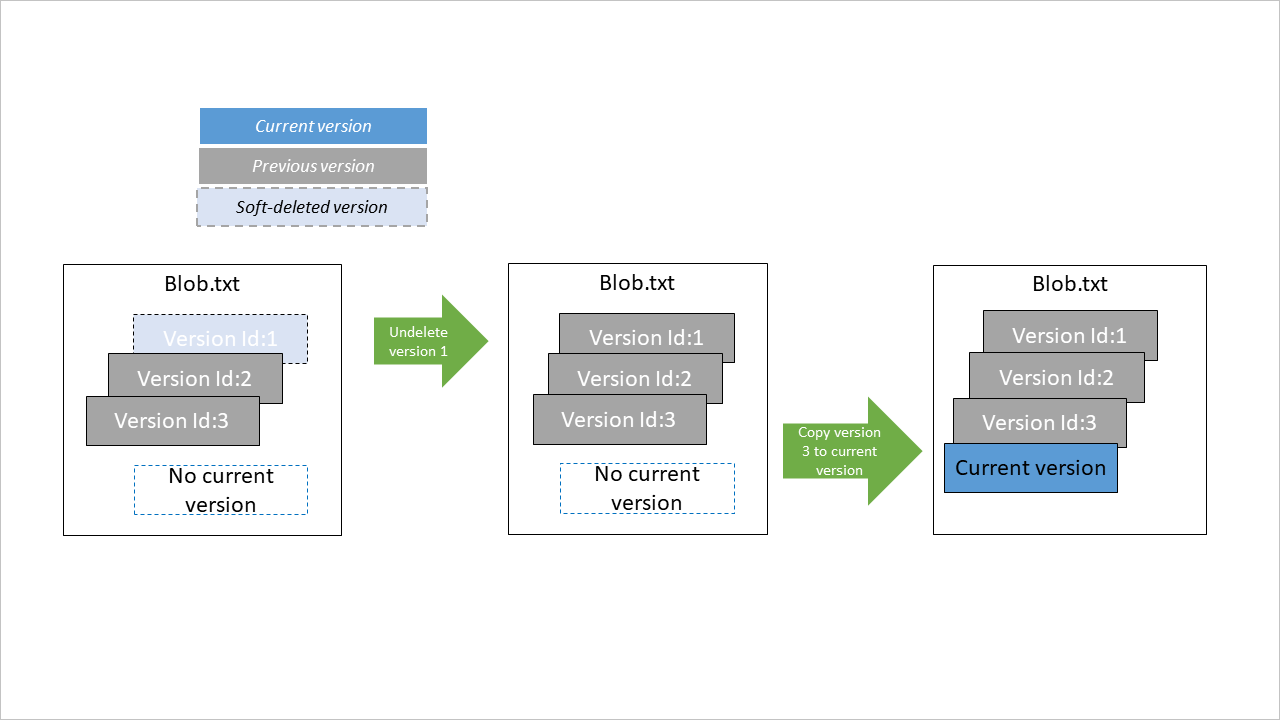 Current version
Previous version
Soft-deleted version
Blob.txt
Version Id:1
Version Id:2
Version Id:3
No current
version
Undelete
version 1
Blob.txt
Version Id:1
Version Id:2
Version Id:3
No current
version
Copy version
3 to current
version
Blob.txt
Version Id:1
Version Id:2
Version Id:3
Current version